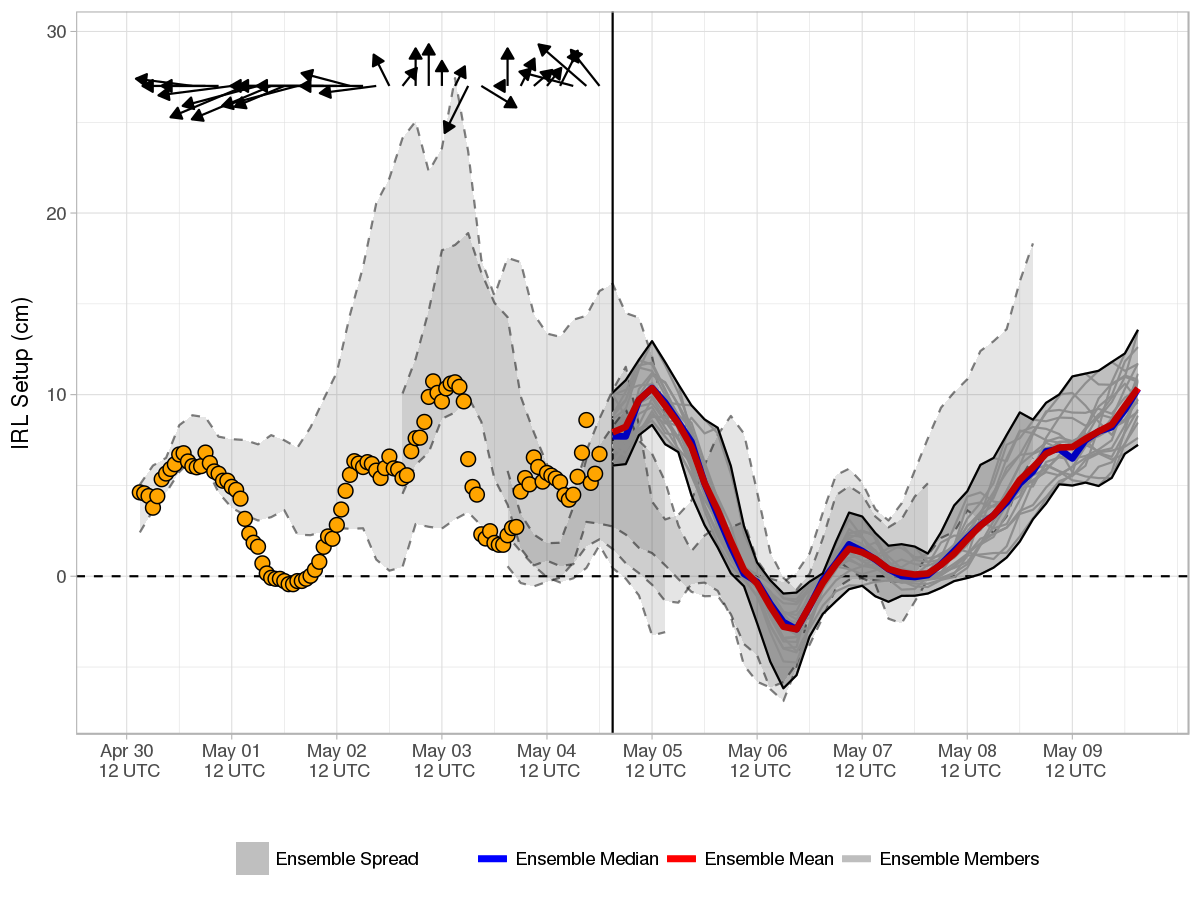 30
20
10
0
IRL Setup (cm)
Apr 30 May 01 May 02 May 03 May 04 May 05 May 06 May 07 May 08 May 09
12 UTC 12 UTC 12 UTC 12 UTC 12 UTC 12 UTC 12 UTC 12 UTC 12 UTC 12 UTC
Ensemble Spread Ensemble Median Ensemble Mean Ensemble Members